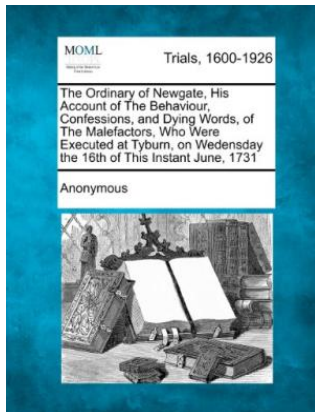 MOML
Trials, 1600-1926
The Ordinary of Newgate, His
Account of The Behaviour,
Confessions, and Dying Words, of
The Malefactors, Who Were
Executed at Tyburn, on Wedensday
the 16th of This Instant June, 1731
Anonymous